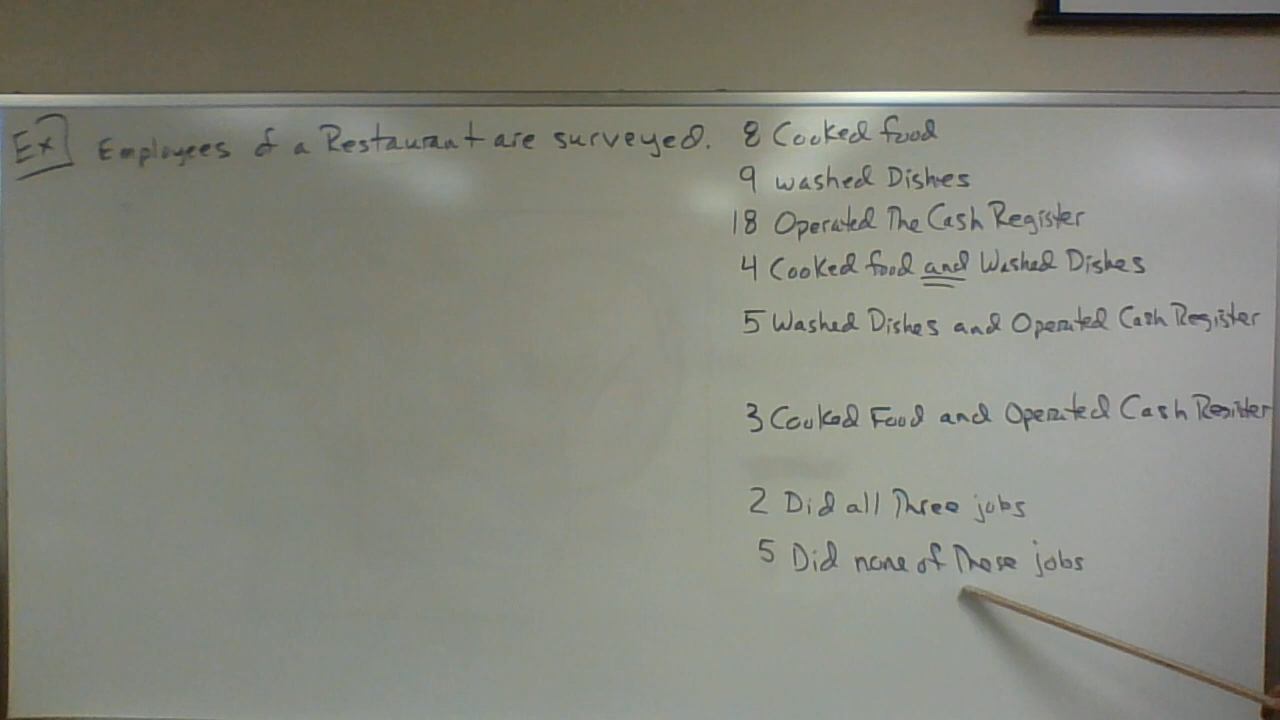 Ex Employees of a Restaurant are surveyed.
8 Cooked food
9 washed Dishes
18 Operated The Cash Register
4 Cooked food and Washed Dishes
5 Washed Dishes and Operated Cash Register
3 Cooked Food and Operated Cash Register
2 Did all Three jobs
5 Did none of These jobs